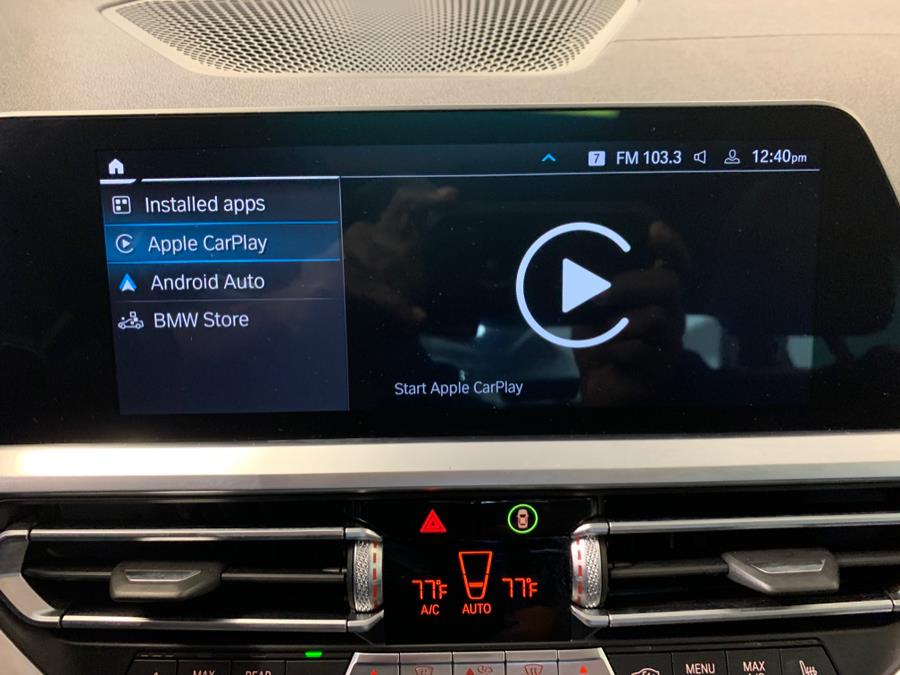 7 FM 103.3 12:40pm
Installed apps
Apple CarPlay
Android Auto
BMW Store
Start Apple CarPlay
77°F 77°F
A/C AUTO
MAX REAR MENU MAX
A/C